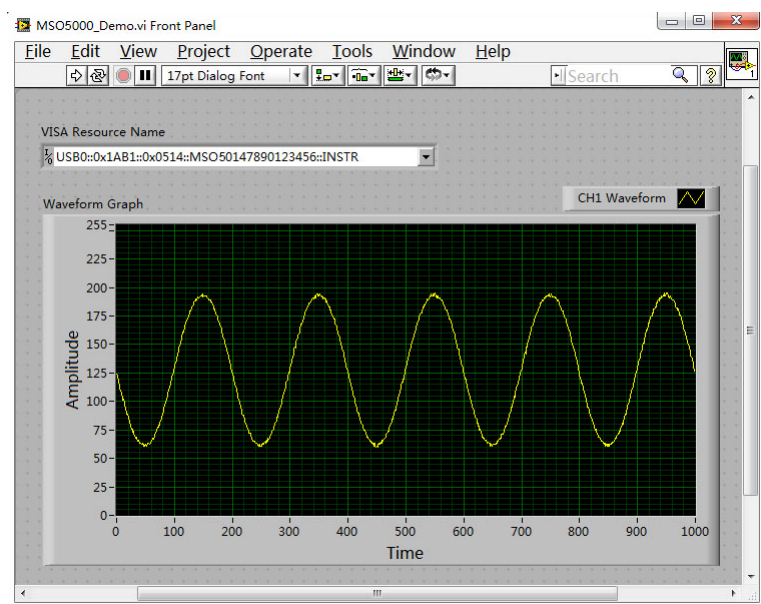 MSO5000_Demo.vi Front Panel
File Edit View Project Operate Tools Window Help
17pt Dialog Font
Search
?
1
VISA Resource Name
I/0 USB0::0x1AB1::0x0514::MSO50147890123456::INSTR
Waveform Graph
CH1 Waveform
255
225
200
175
150
125
100
75
50
25
0
Amplitude
0 100 200 300 400 500 600 700 800 900 1000
Time